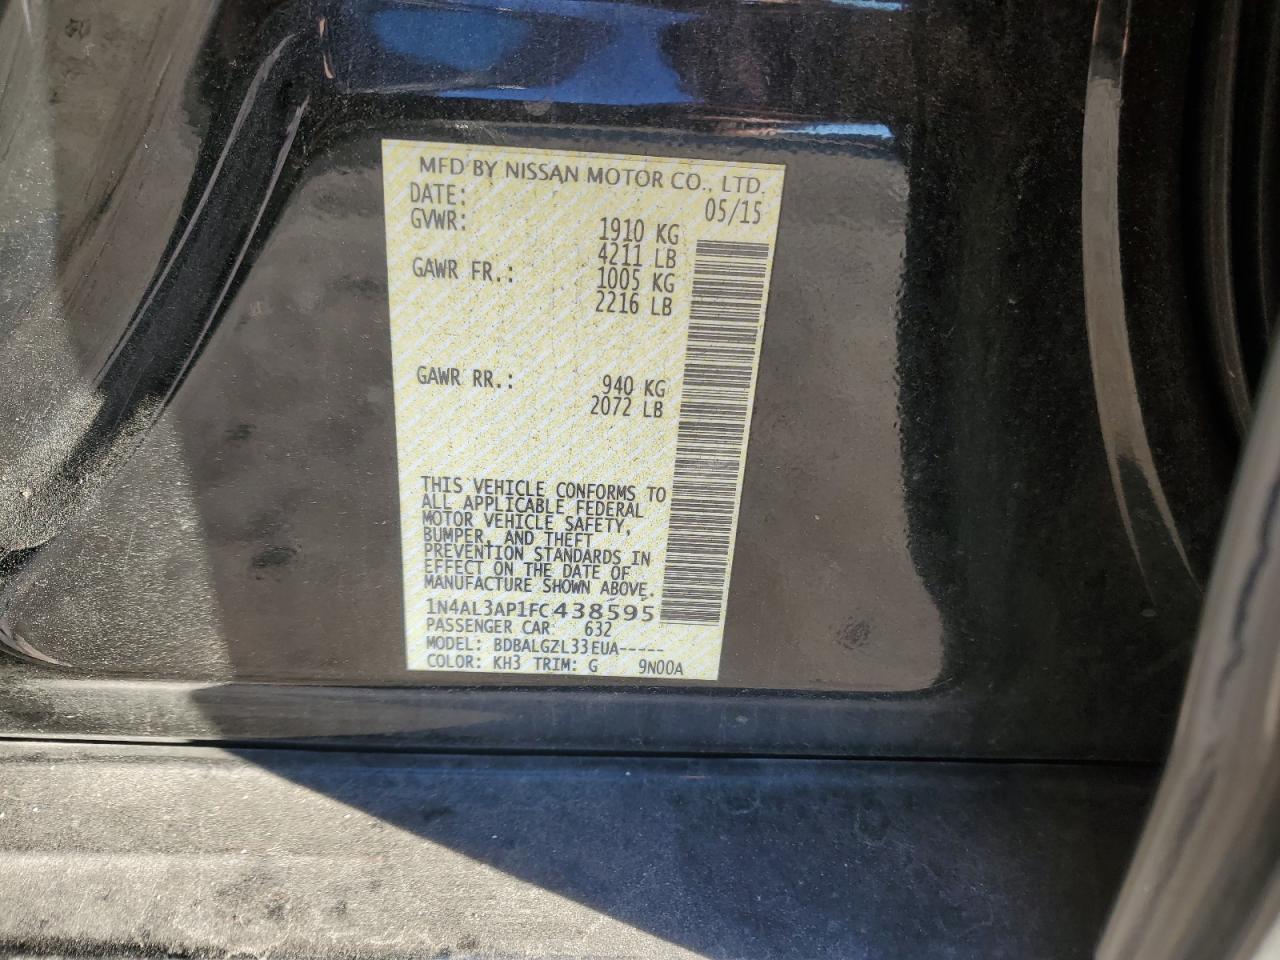 MFD BY NISSAN MOTOR CO., LTD.
DATE: 05/15
GVWR: 1910 KG
4211 LB
GAWR FR.: 1005 KG
2216 LB
GAWR RR.: 940 KG
2072 LB
THIS VEHICLE CONFORMS TO
ALL APPLICABLE FEDERAL
MOTOR VEHICLE SAFETY,
BUMPER, AND THEFT
PREVENTION STANDARDS IN
EFFECT ON THE DATE OF
MANUFACTURE SHOWN ABOVE.
1N4AL3AP1FC438595
PASSENGER CAR: 632
MODEL: BDBALGZL33EUA-----
COLOR: KH3 TRIM: G 9N00A